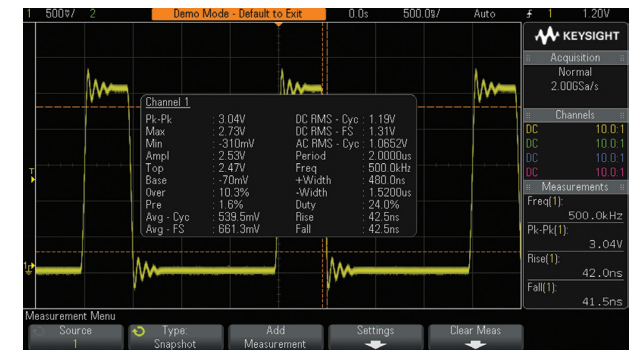 1 500▽/ 2 Demo Mode - Default to Exit 0.0s 500.0ns/ Auto 1 1.20V
KEYSIGHT
Acquisition
Normal
2.00GSa/s
Channels
DC 10.0:1
DC 10.0:1
DC 10.0:1
DC 10.0:1
Measurements
Freq(1):
500.0kHz
Pk-Pk(1):
3.04V
Rise(1):
42.0ns
Fall(1):
41.5ns
T
1
Channel 1
Pk-Pk : 3.04V DC RMS - Cyc : 1.19V
Max : 2.73V DC RMS - FS : 1.31V
Min : -310mV AC RMS - Cyc : 1.0652V
Ampl : 2.53V Period : 2.0000us
Top : 2.47V Freq : 500.0kHz
Base : -70mV +Width : 480.0ns
Over : 10.3% -Width : 1.5200us
Pre : 1.6% Duty : 24.0%
Avg - Cyc : 539.5mV Rise : 42.5ns
Avg - FS : 661.3mV Fall : 42.5ns
Measurement Menu
Source
1
Type:
Snapshot
Add
Measurement
Settings
Clear Meas